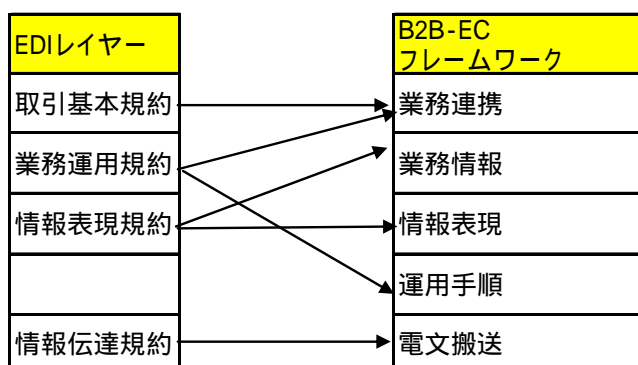 EDIレイヤー
取引基本規約
業務運用規約
情報表現規約
情報伝達規約
B2B-EC
フレームワーク
業務連携
業務情報
情報表現
運用手順
電文搬送